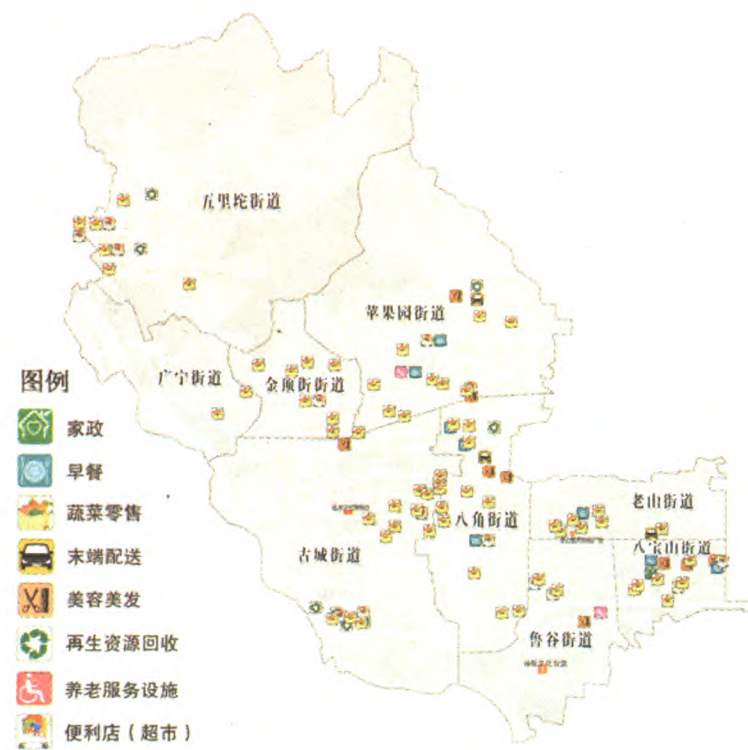 五里坨街道
苹果园街道
广宁街道
金顶街街道
图例
家政
早餐
蔬菜零售
末端配送
美容美发
再生资源回收
养老服务设施
便利店（超市）
老山街道
八角街道
八宝山街道
古城街道
鲁谷街道